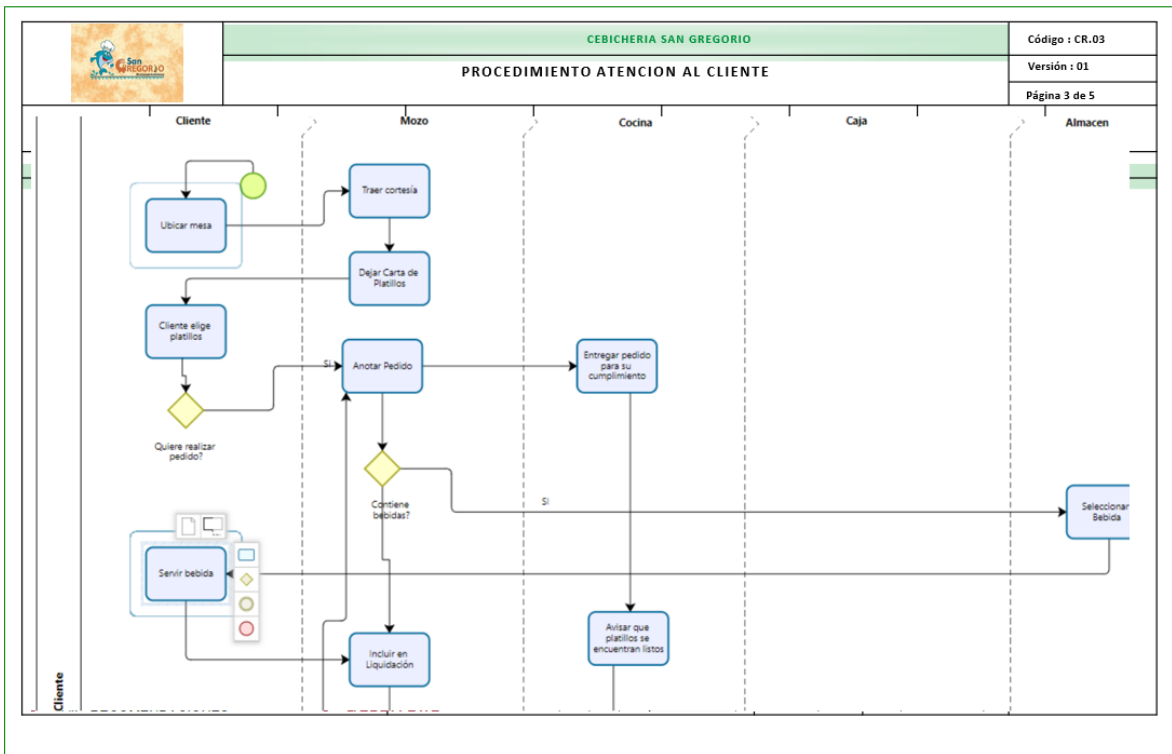 San
GREGORIO
CEBICHERIA SAN GREGORIO
PROCEDIMIENTO ATENCION AL CLIENTE
Código : CR.03
Versión : 01
Página 3 de 5
Cliente
Mozo
Cocina
Caja
Almacen
Ubicar mesa
Traer cortesía
Dejar Carta de
Platillos
Cliente elige
platillos
Si
Anotar Pedido
Entregar pedido
para su
cumplimiento
Quiere realizar
pedido?
Contiene
bebidas?
SI
Seleccionar
Bebida
Servir bebida
Avisar que
platillos se
encuentran listos
Incluir en
Liquidación
Cliente